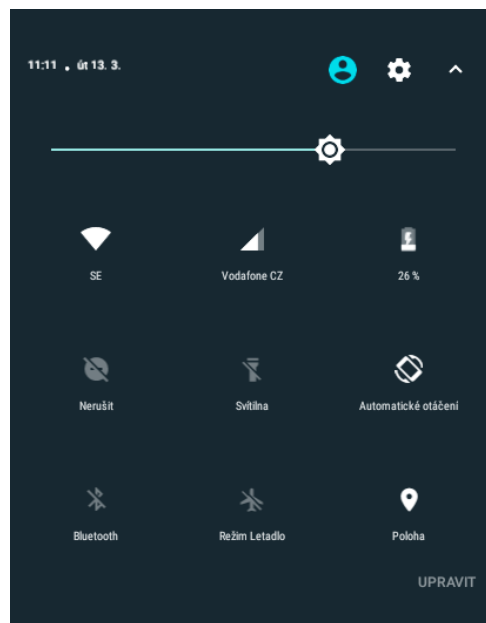 11:11 . út 13. 3.
SE
Vodafone CZ
26 %
Nerušit
Svítilna
Automatické otáčení
Bluetooth
Režim Letadlo
Poloha
UPRAVIT